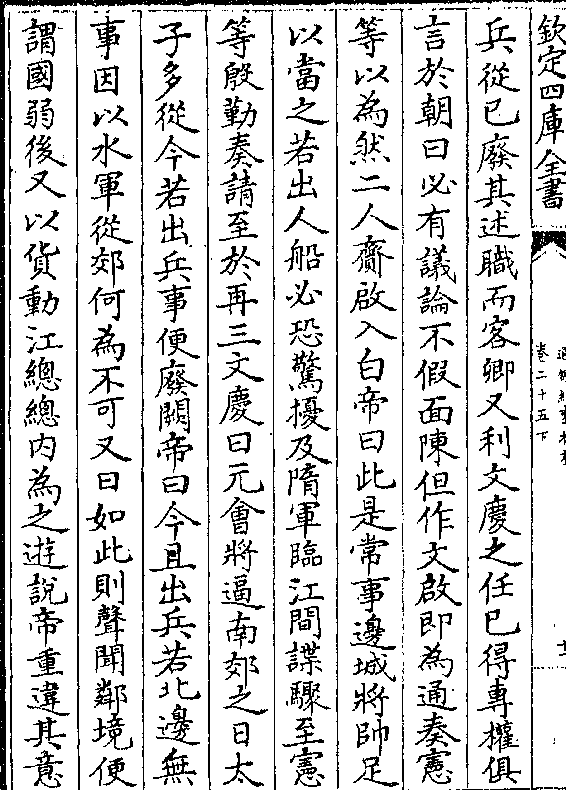 欽定四庫全書
卷二十五下
兵從已廢其述職而客卿又利文慶之任已得專權俱
言於朝曰必有議論不假面陳但作文啟即為通奏憲
等以為然二人齎啟入白帝曰此是常事邊城將帥足
以當之若出人船必恐驚擾及隋軍臨江間諜驟至憲
等殷勤奏請至於再三文慶曰元會將逼南郊之日太
子多從今若出兵事便廢闕帝曰今且出兵若北邊無
事因以水軍從郊何為不可又曰如此則聲聞鄰境便
謂國弱後又以貨動江總總內為之遊說帝重違其意